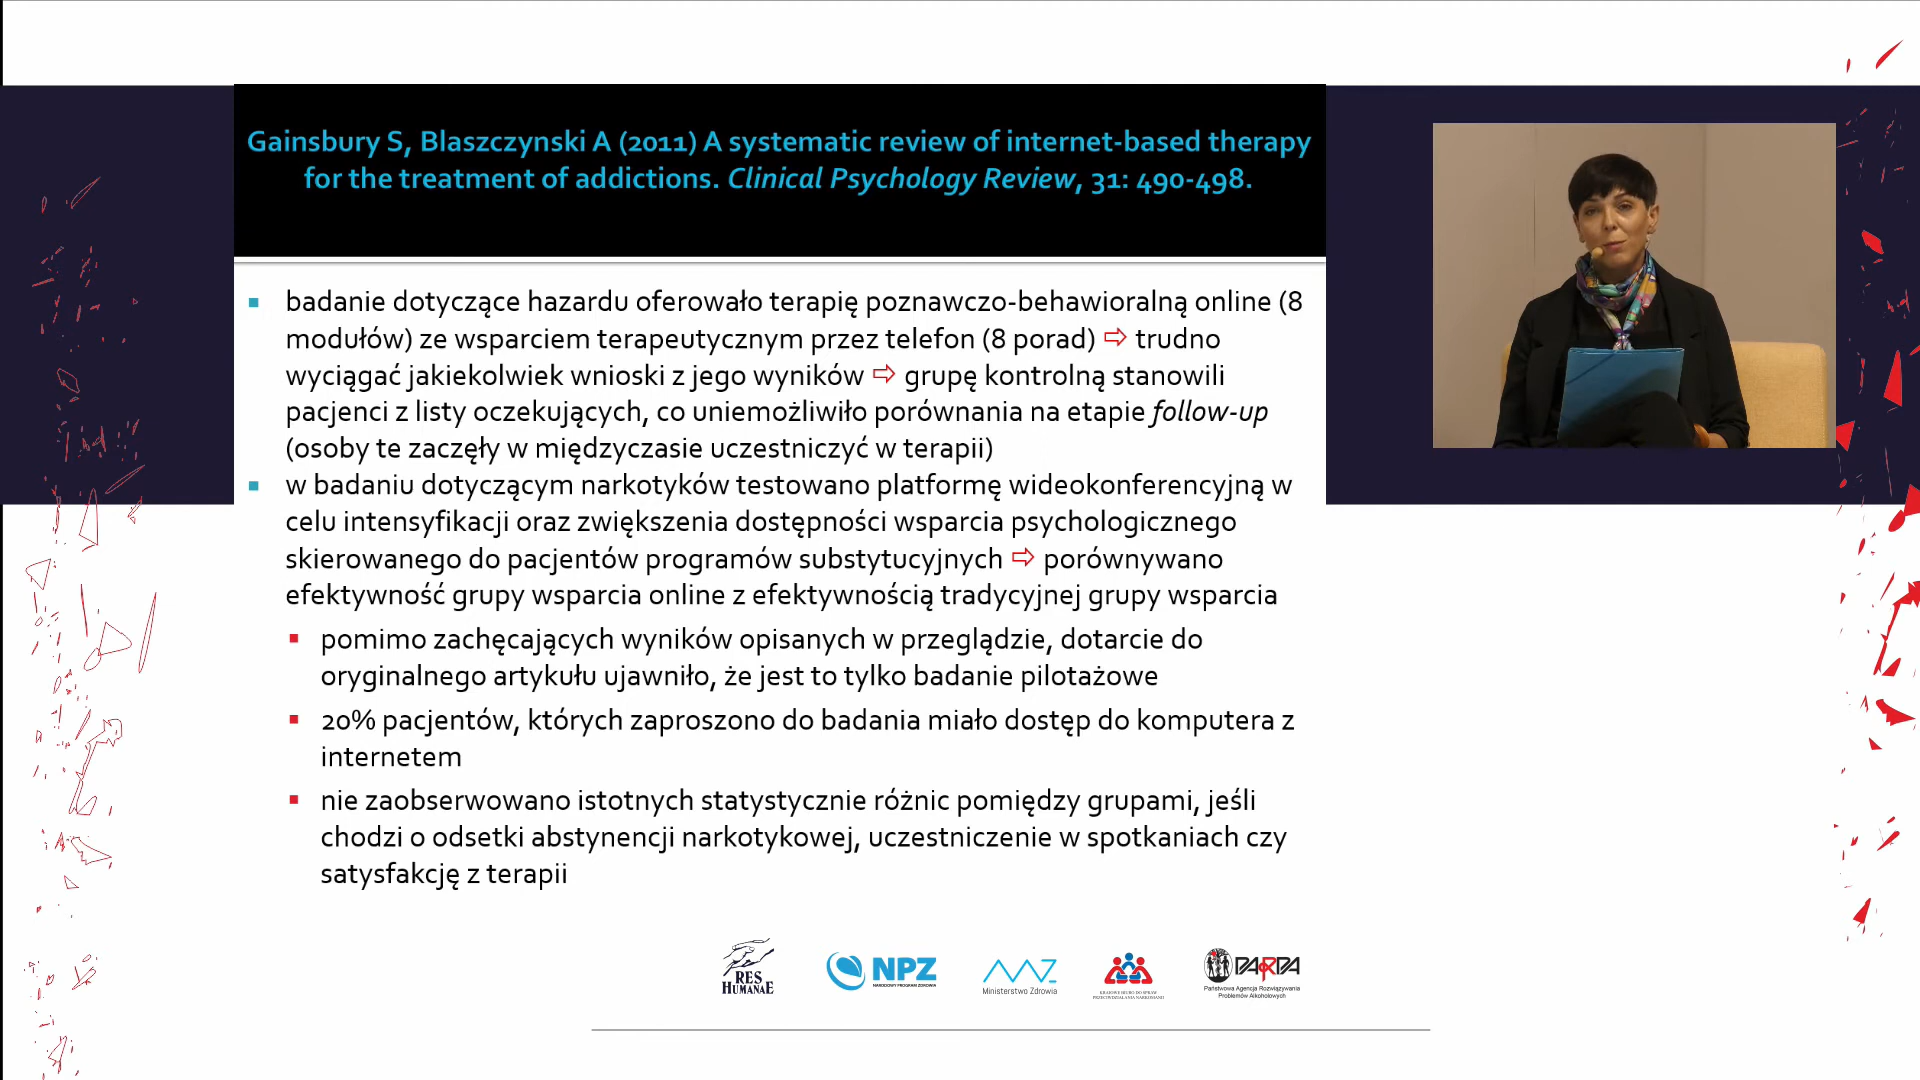 Gainsbury S, Blaszczynski A (2011) A systematic review of internet-based therapy
for the treatment of addictions. Clinical Psychology Review, 31: 490-498.
badanie dotyczące hazardu oferowało terapię poznawczo-behawioralną online (8
modułów) ze wsparciem terapeutycznym przez telefon (8 porad) ⇨ trudno
wyciągać jakiekolwiek wnioski z jego wyników ⇨ grupę kontrolną stanowili
pacjenci z listy oczekujących, co uniemożliwiło porównania na etapie follow-up
(osoby te zaczęły w międzyczasie uczestniczyć w terapii)
w badaniu dotyczącym narkotyków testowano platformę wideokonferencyjną w
celu intensyfikacji oraz zwiększenia dostępności wsparcia psychologicznego
skierowanego do pacjentów programów substytucyjnych ⇨ porównywano
efektywność grupy wsparcia online z efektywnością tradycyjnej grupy wsparcia
pomimo zachęcających wyników opisanych w przeglądzie, dotarcie do
oryginalnego artykułu ujawniło, że jest to tylko badanie pilotażowe
20% pacjentów, których zaproszono do badania miało dostęp do komputera z
internetem
nie zaobserwowano istotnych statystycznie różnic pomiędzy grupami, jeśli
chodzi o odsetki abstynencji narkotykowej, uczestniczenie w spotkaniach czy
satysfakcję z terapii
RES
HUMANAE
NPZ
NARODOWY PROGRAM ZDROWIA
Ministerstwo Zdrowia
KRAJOWE BIURO DO SPRAW
PRZECIWDZIAŁANIA NARKOMANII
PARPA
Państwowa Agencja Rozwiązywania
Problemów Alkoholowych